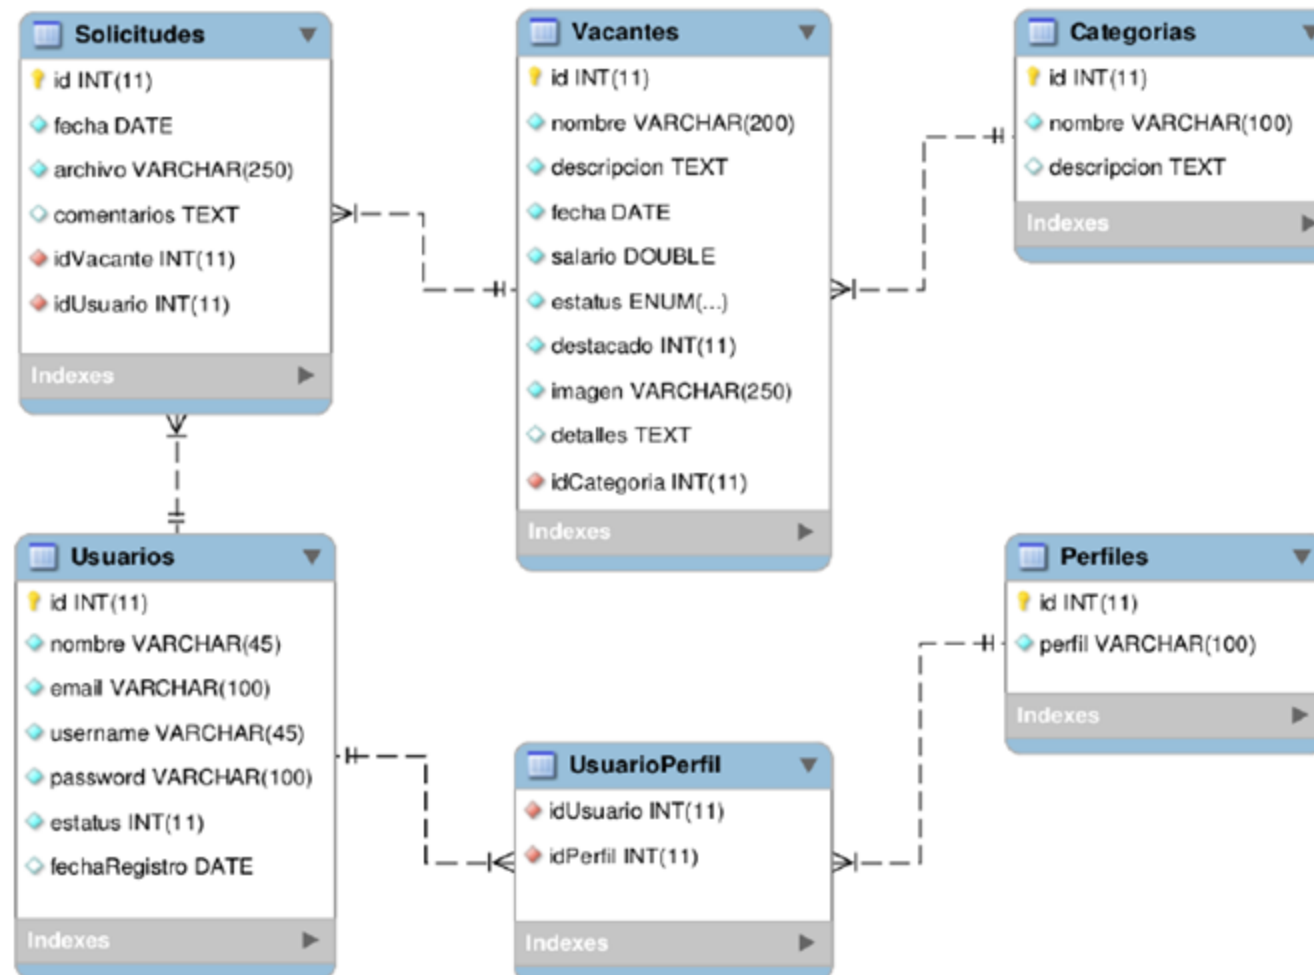 Solicitudes
id INT(11)
fecha DATE
archivo VARCHAR(250)
comentarios TEXT
idVacante INT(11)
idUsuario INT(11)
Indexes
Vacantes
id INT(11)
nombre VARCHAR(200)
descripcion TEXT
fecha DATE
salario DOUBLE
estatus ENUM(...)
destacado INT(11)
imagen VARCHAR(250)
detalles TEXT
idCategoria INT(11)
Indexes
Categorias
id INT(11)
nombre VARCHAR(100)
descripcion TEXT
Indexes
Usuarios
id INT(11)
nombre VARCHAR(45)
email VARCHAR(100)
username VARCHAR(45)
password VARCHAR(100)
estatus INT(11)
fechaRegistro DATE
Indexes
UsuarioPerfil
idUsuario INT(11)
idPerfil INT(11)
Indexes
Perfiles
id INT(11)
perfil VARCHAR(100)
Indexes